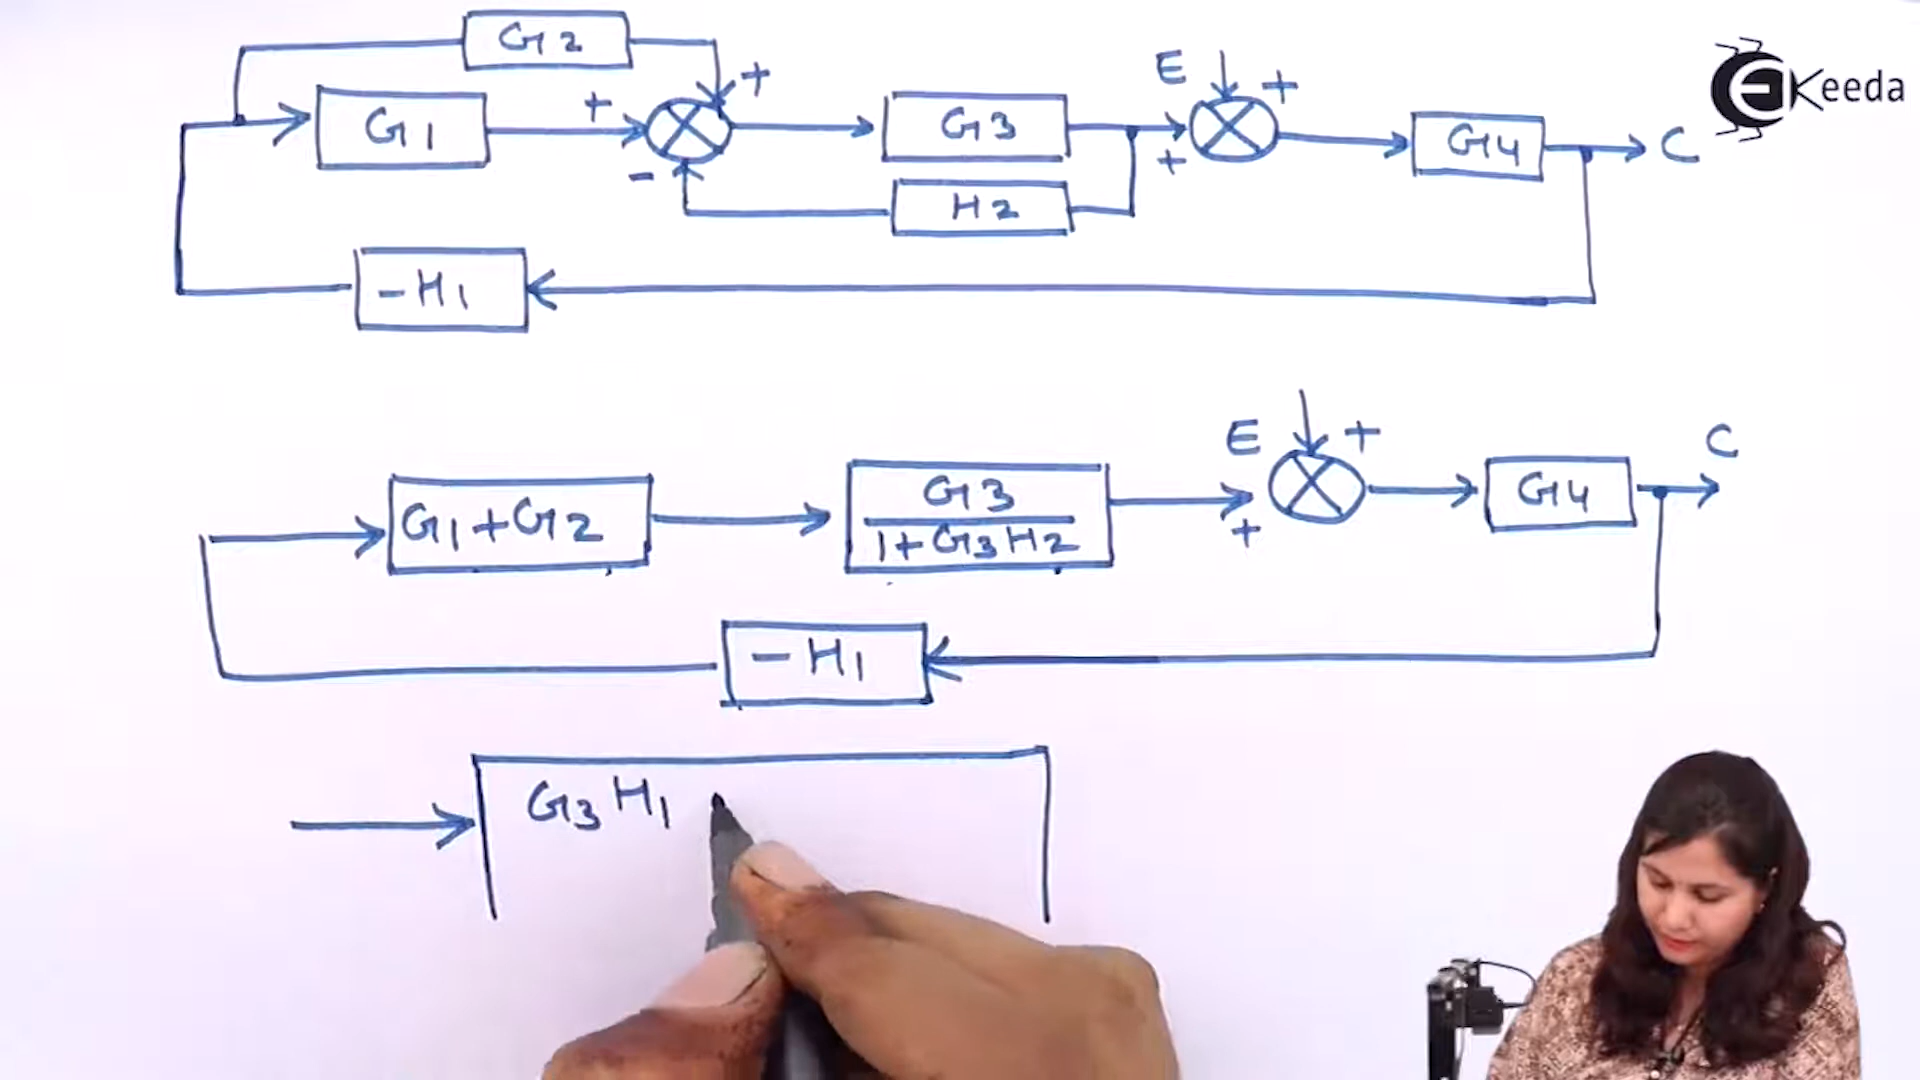 G2
EKeeda
E
+
+
+
G1
G3
G4
C
+
-
H2
-H1
E
+
C
G1+G2
G3
1+G3H2
G4
+
-H1
G3H1